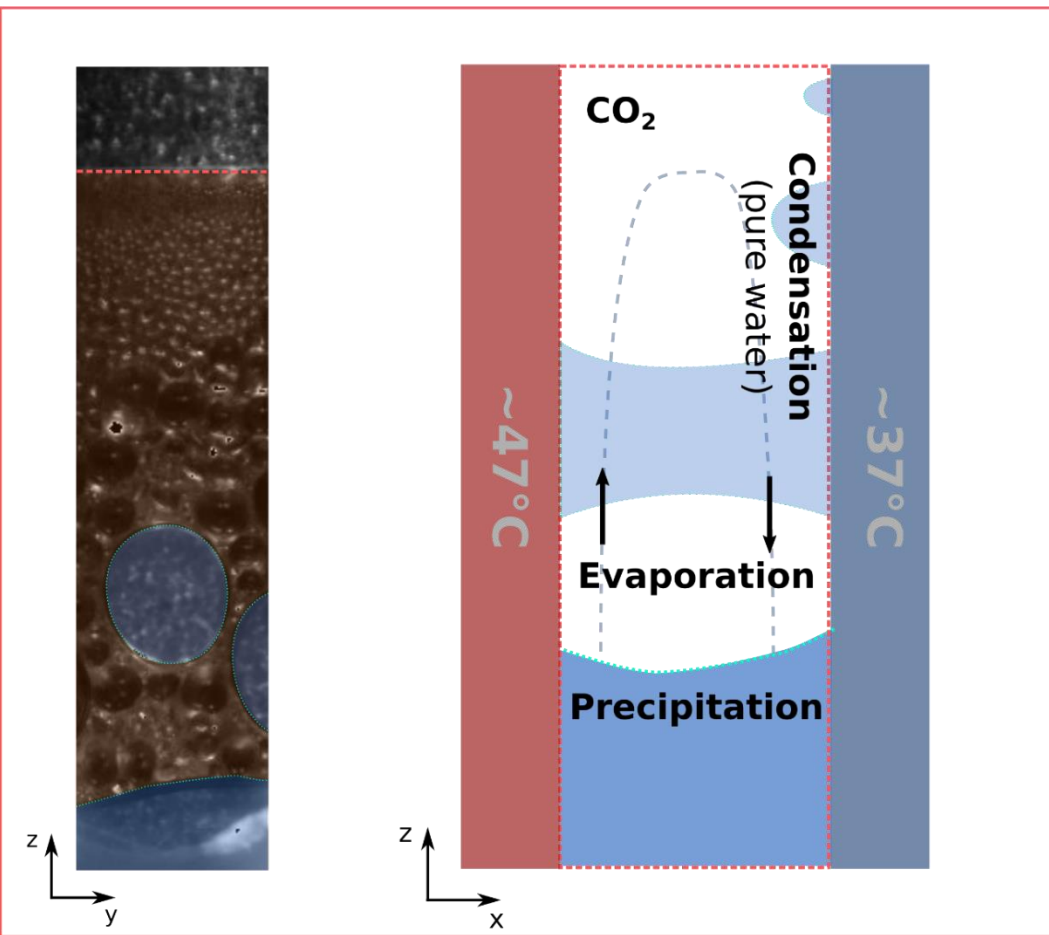 CO₂
Condensation
(pure water)
~47°C
~37°C
Evaporation
Precipitation
z
y
z
x